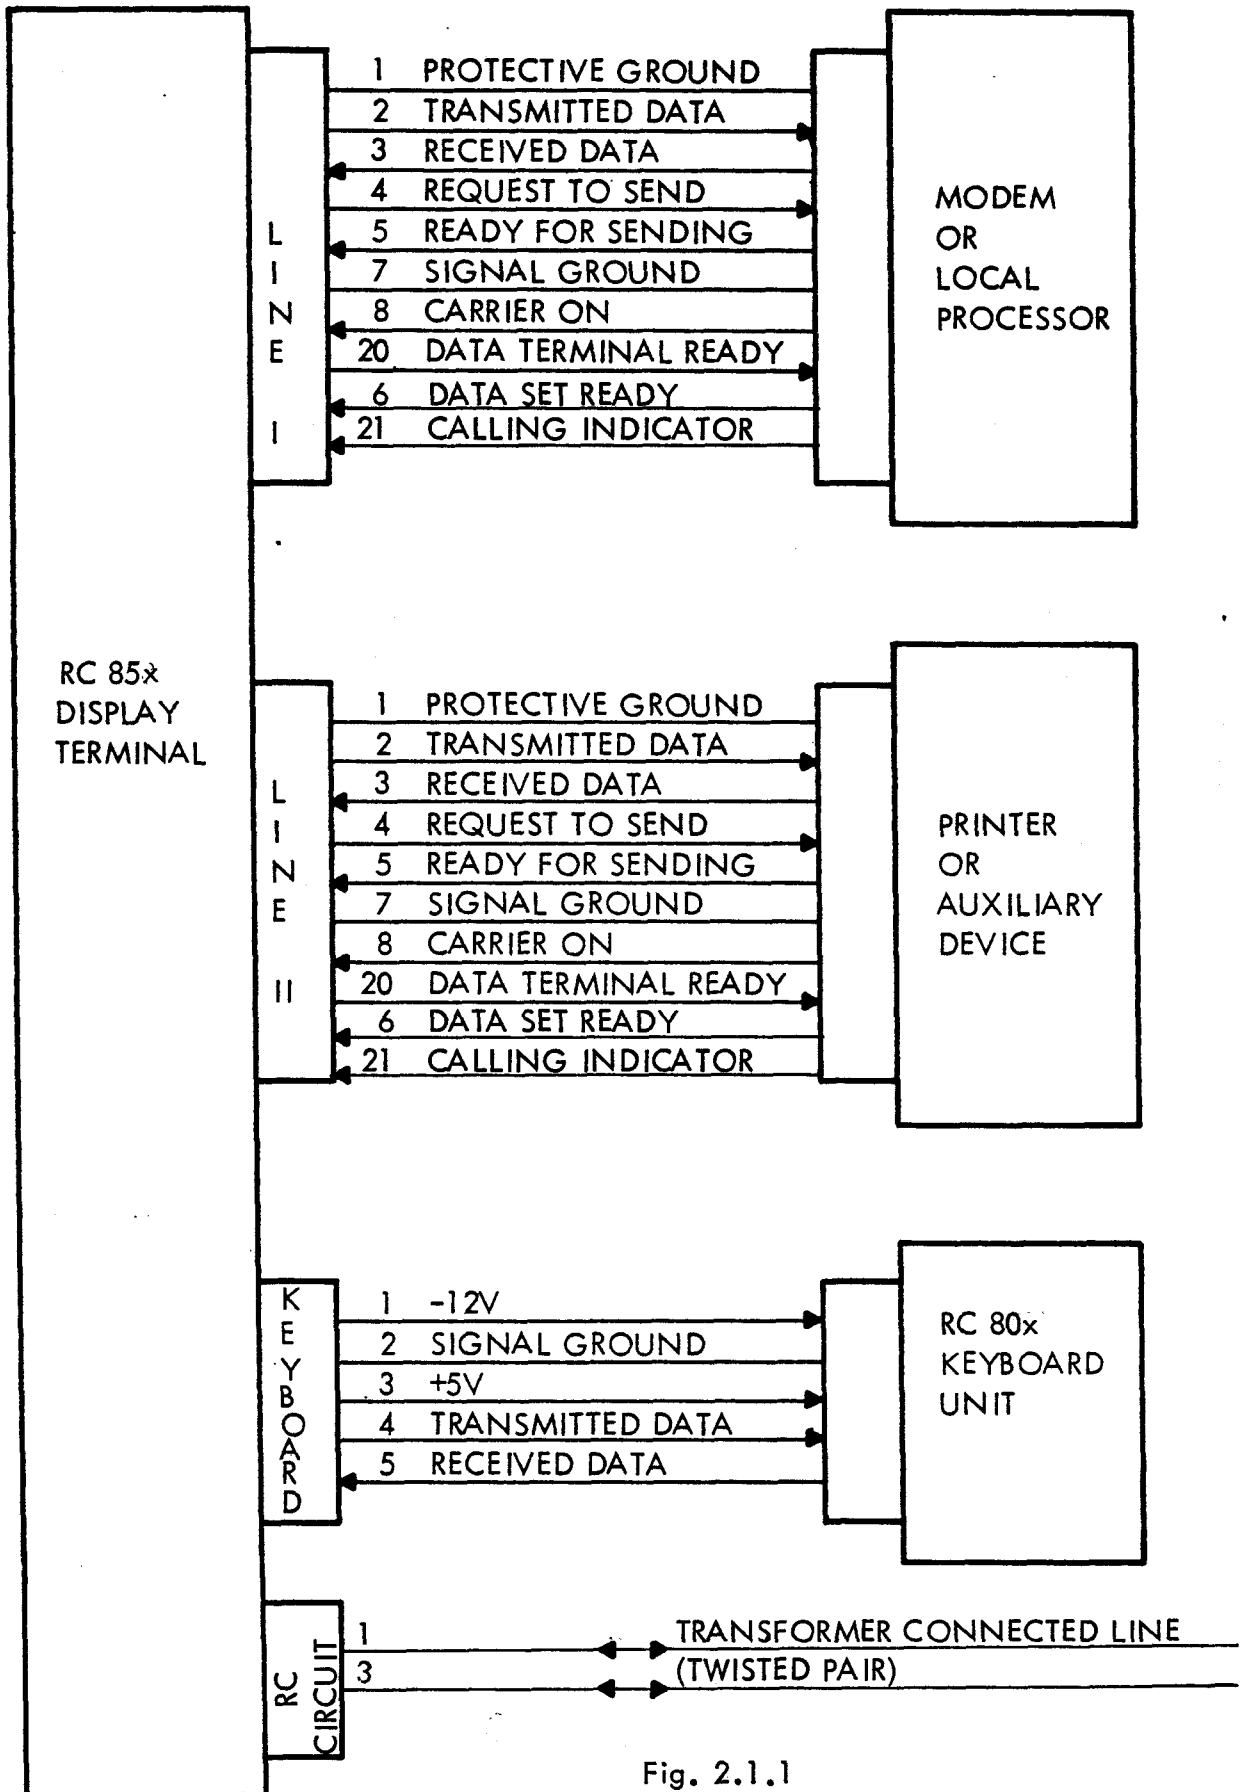 RC 85x
DISPLAY
TERMINAL
LINE I
1 PROTECTIVE GROUND
2 TRANSMITTED DATA
3 RECEIVED DATA
4 REQUEST TO SEND
5 READY FOR SENDING
7 SIGNAL GROUND
8 CARRIER ON
20 DATA TERMINAL READY
6 DATA SET READY
21 CALLING INDICATOR
MODEM
OR
LOCAL
PROCESSOR
LINE II
1 PROTECTIVE GROUND
2 TRANSMITTED DATA
3 RECEIVED DATA
4 REQUEST TO SEND
5 READY FOR SENDING
7 SIGNAL GROUND
8 CARRIER ON
20 DATA TERMINAL READY
6 DATA SET READY
21 CALLING INDICATOR
PRINTER
OR
AUXILIARY
DEVICE
KEYBOARD
1 -12V
2 SIGNAL GROUND
3 +5V
4 TRANSMITTED DATA
5 RECEIVED DATA
RC 80x
KEYBOARD
UNIT
RC
CIRCUIT
1 TRANSFORMER CONNECTED LINE
3 (TWISTED PAIR)
Fig. 2.1.1